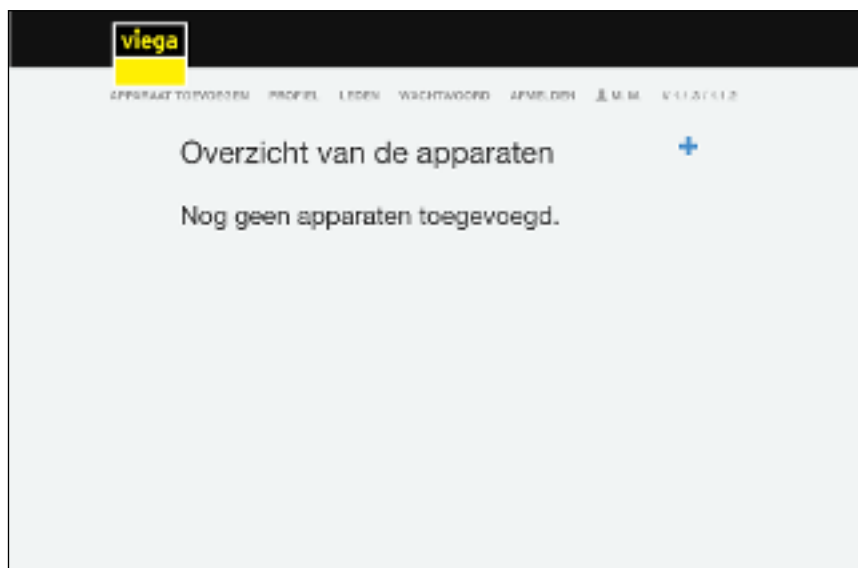 viega
APPARAAT TOEVOEGEN PROFIEL LEDEN WACHTWOORD AFMELDEN M. M.
Overzicht van de apparaten
Nog geen apparaten toegevoegd.